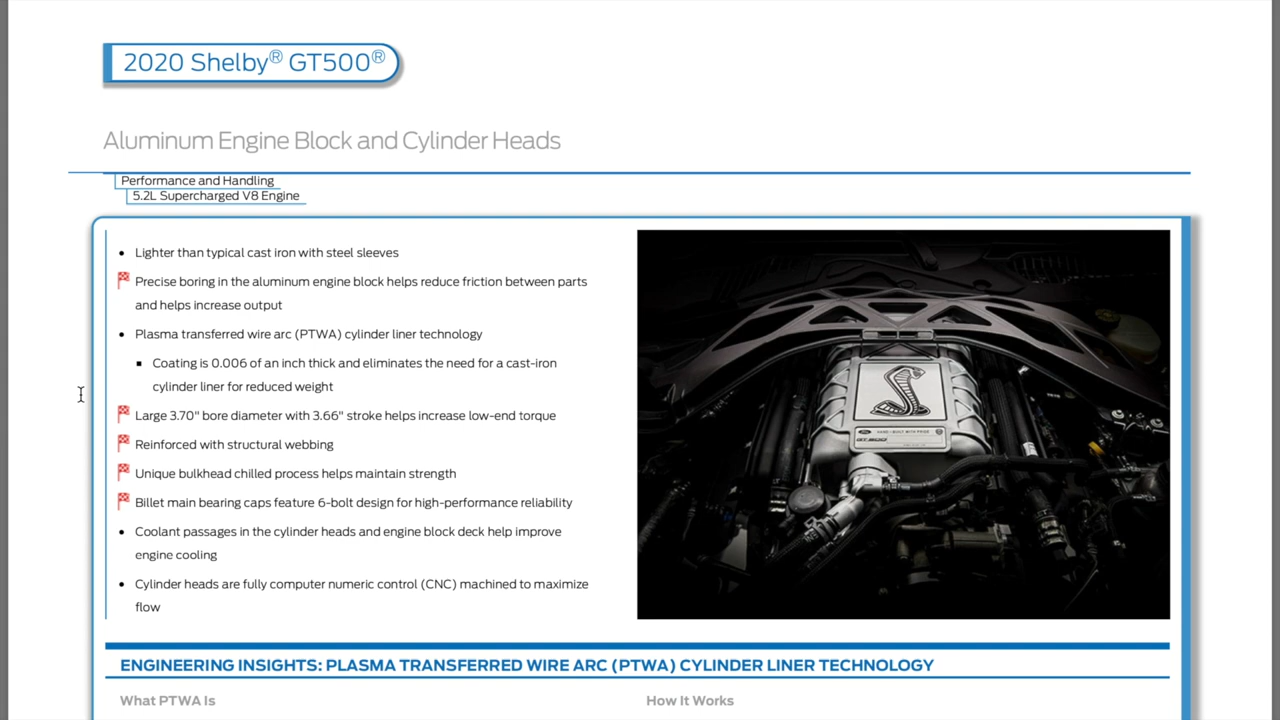 2020 Shelby® GT500®
Aluminum Engine Block and Cylinder Heads
Performance and Handling
5.2L Supercharged V8 Engine
• Lighter than typical cast iron with steel sleeves
Precise boring in the aluminum engine block helps reduce friction between parts
and helps increase output
• Plasma transferred wire arc (PTWA) cylinder liner technology
▪ Coating is 0.006 of an inch thick and eliminates the need for a cast-iron
cylinder liner for reduced weight
Large 3.70" bore diameter with 3.66" stroke helps increase low-end torque
Reinforced with structural webbing
Unique bulkhead chilled process helps maintain strength
Billet main bearing caps feature 6-bolt design for high-performance reliability
• Coolant passages in the cylinder heads and engine block deck help improve
engine cooling
• Cylinder heads are fully computer numeric control (CNC) machined to maximize
flow
ENGINEERING INSIGHTS: PLASMA TRANSFERRED WIRE ARC (PTWA) CYLINDER LINER TECHNOLOGY
What PTWA Is
How It Works